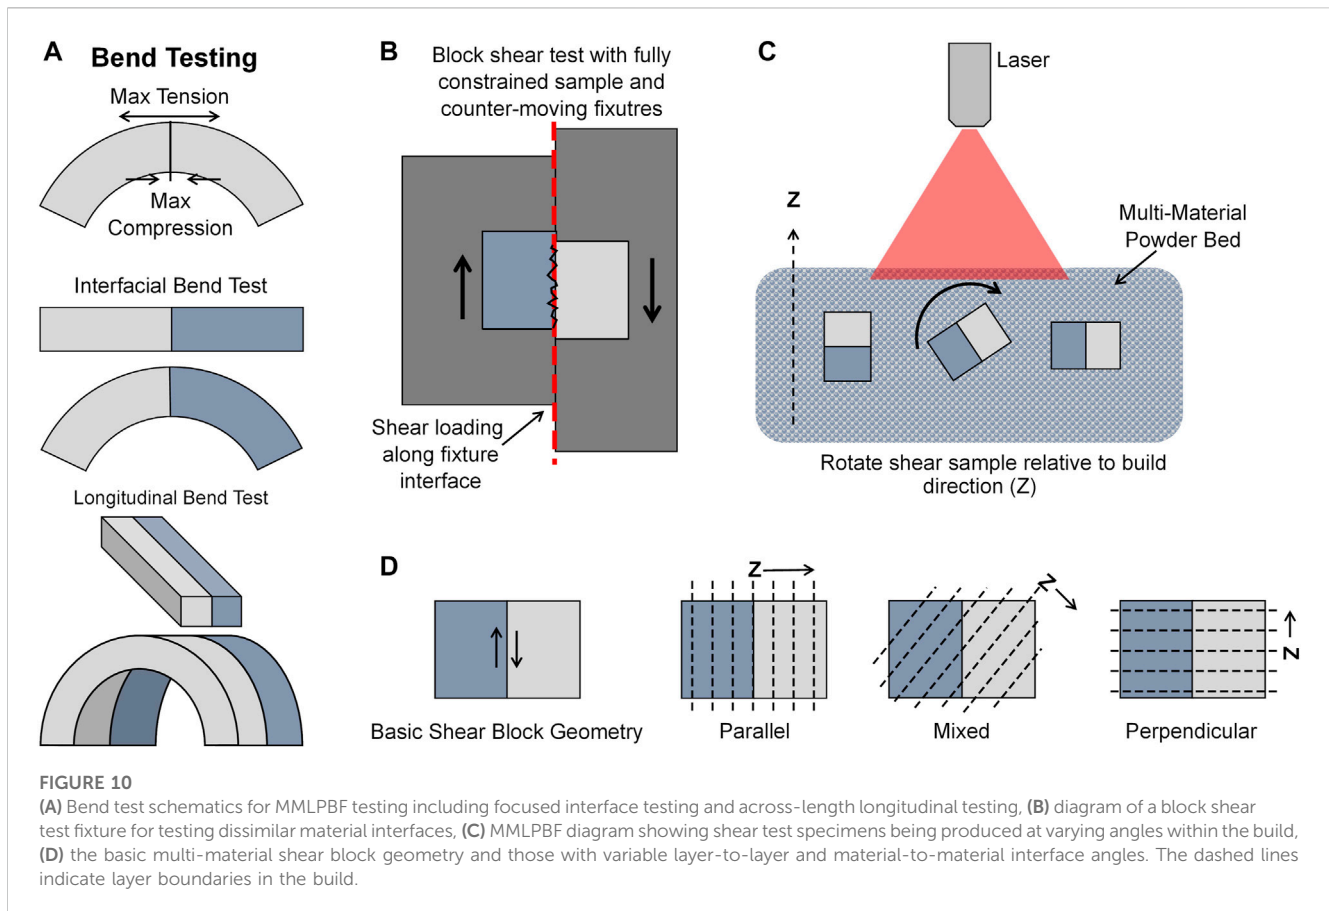 A
Bend Testing
Max Tension
Max
Compression
Interfacial Bend Test
Longitudinal Bend Test
B
Block shear test with fully
constrained sample and
counter-moving fixutres
Shear loading
along fixture
interface
C
Laser
Z
Multi-Material
Powder Bed
Rotate shear sample relative to build
direction (Z)
D
Basic Shear Block Geometry
Z
Parallel
Z
Mixed
Z
Perpendicular
FIGURE 10
(A) Bend test schematics for MMLPBF testing including focused interface testing and across-length longitudinal testing, (B) diagram of a block shear
test fixture for testing dissimilar material interfaces, (C) MMLPBF diagram showing shear test specimens being produced at varying angles within the build,
(D) the basic multi-material shear block geometry and those with variable layer-to-layer and material-to-material interface angles. The dashed lines
indicate layer boundaries in the build.